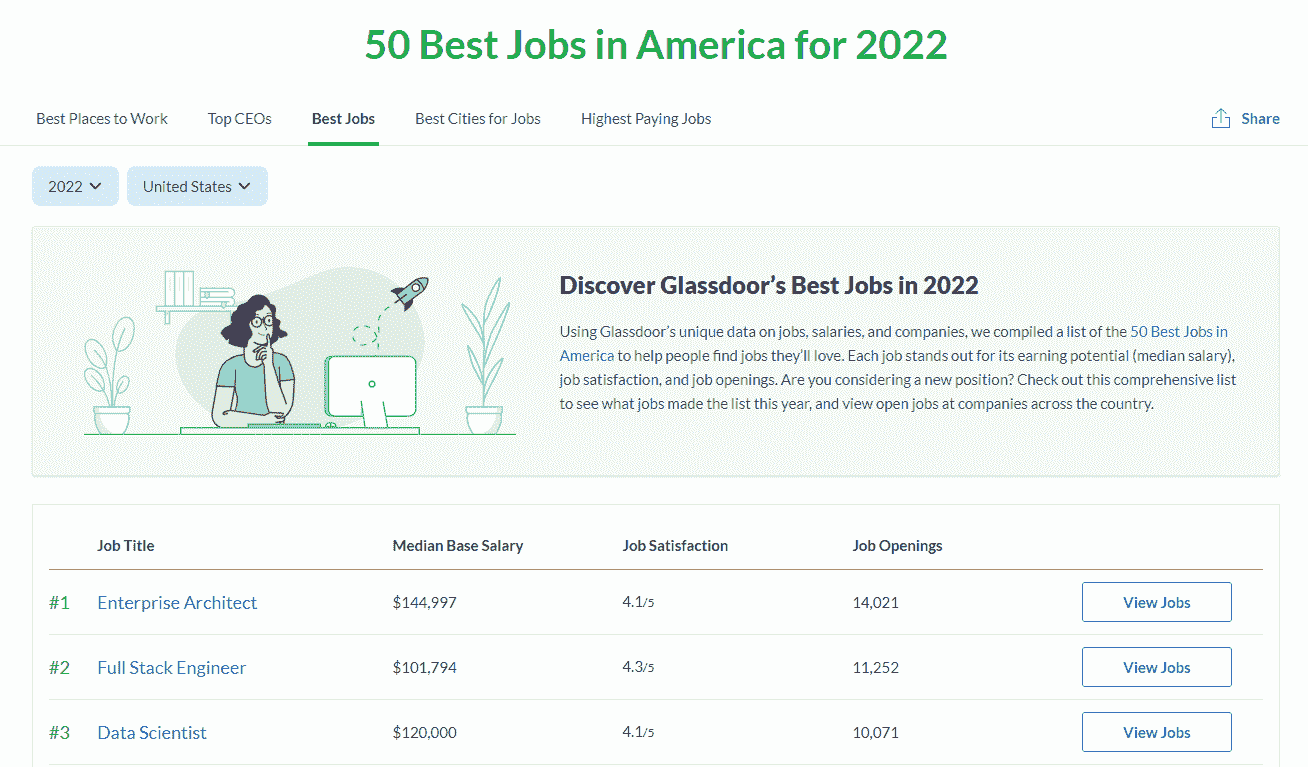 50 Best Jobs in America for 2022
Best Places to Work Top CEOs Best Jobs Best Cities for Jobs Highest Paying Jobs Share
2022 United States
Discover Glassdoor’s Best Jobs in 2022
Using Glassdoor’s unique data on jobs, salaries, and companies, we compiled a list of the 50 Best Jobs in
America to help people find jobs they’ll love. Each job stands out for its earning potential (median salary),
job satisfaction, and job openings. Are you considering a new position? Check out this comprehensive list
to see what jobs made the list this year, and view open jobs at companies across the country.
Job Title Median Base Salary Job Satisfaction Job Openings
#1 Enterprise Architect $144,997 4.1/5 14,021 View Jobs
#2 Full Stack Engineer $101,794 4.3/5 11,252 View Jobs
#3 Data Scientist $120,000 4.1/5 10,071 View Jobs